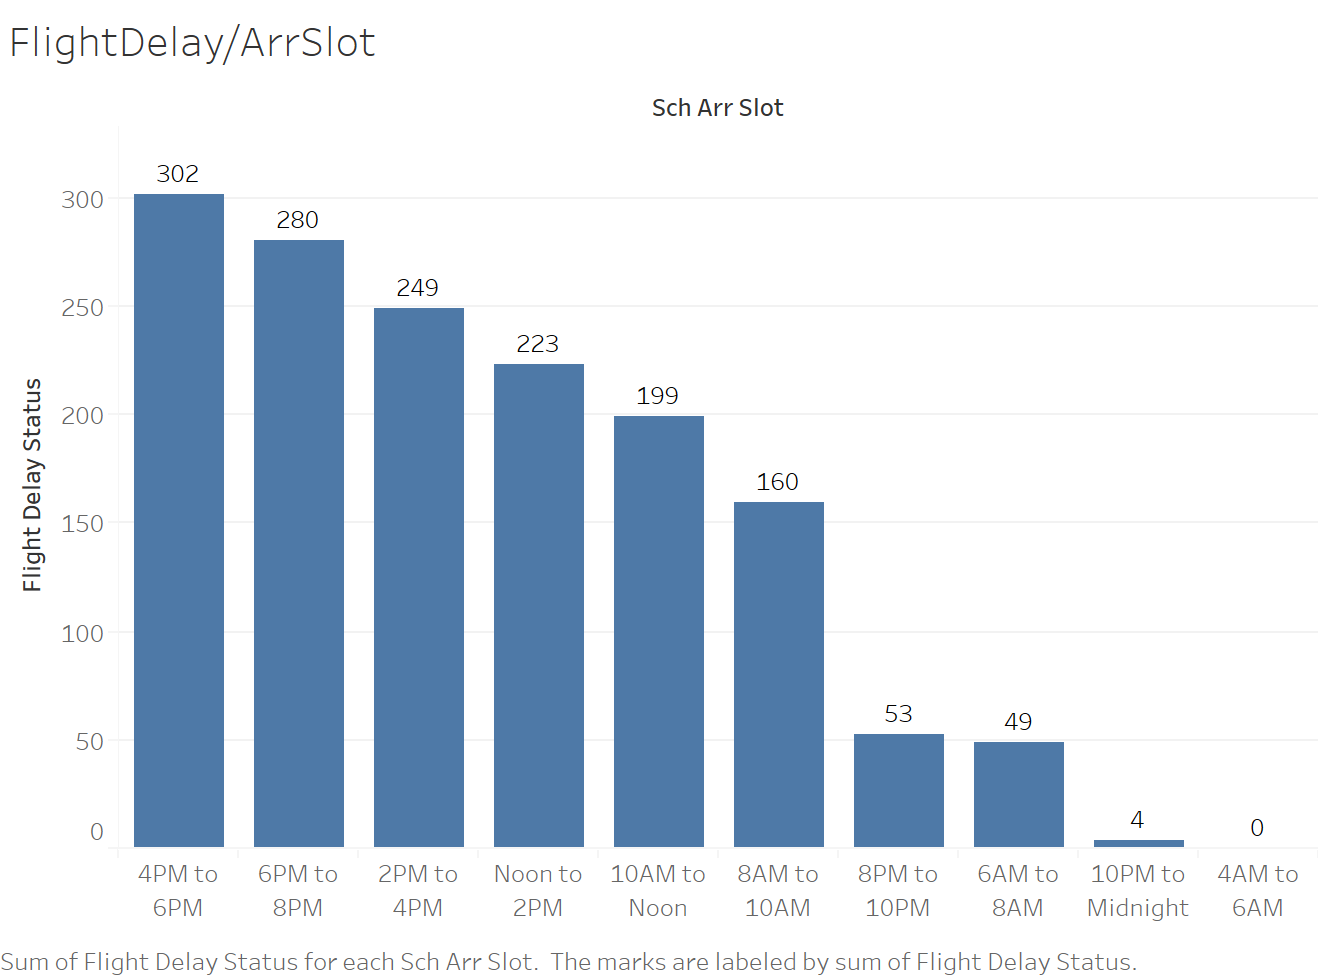 FlightDelay/ArrSlot
Sch Arr Slot
Flight Delay Status
300
250
200
150
100
50
0
302
280
249
223
199
160
53
49
4
0
4PM to
6PM
6PM to
8PM
2PM to
4PM
Noon to
2PM
10AM to
Noon
8AM to
10AM
8PM to
10PM
6AM to
8AM
10PM to
Midnight
4AM to
6AM
Sum of Flight Delay Status for each Sch Arr Slot.  The marks are labeled by sum of Flight Delay Status.